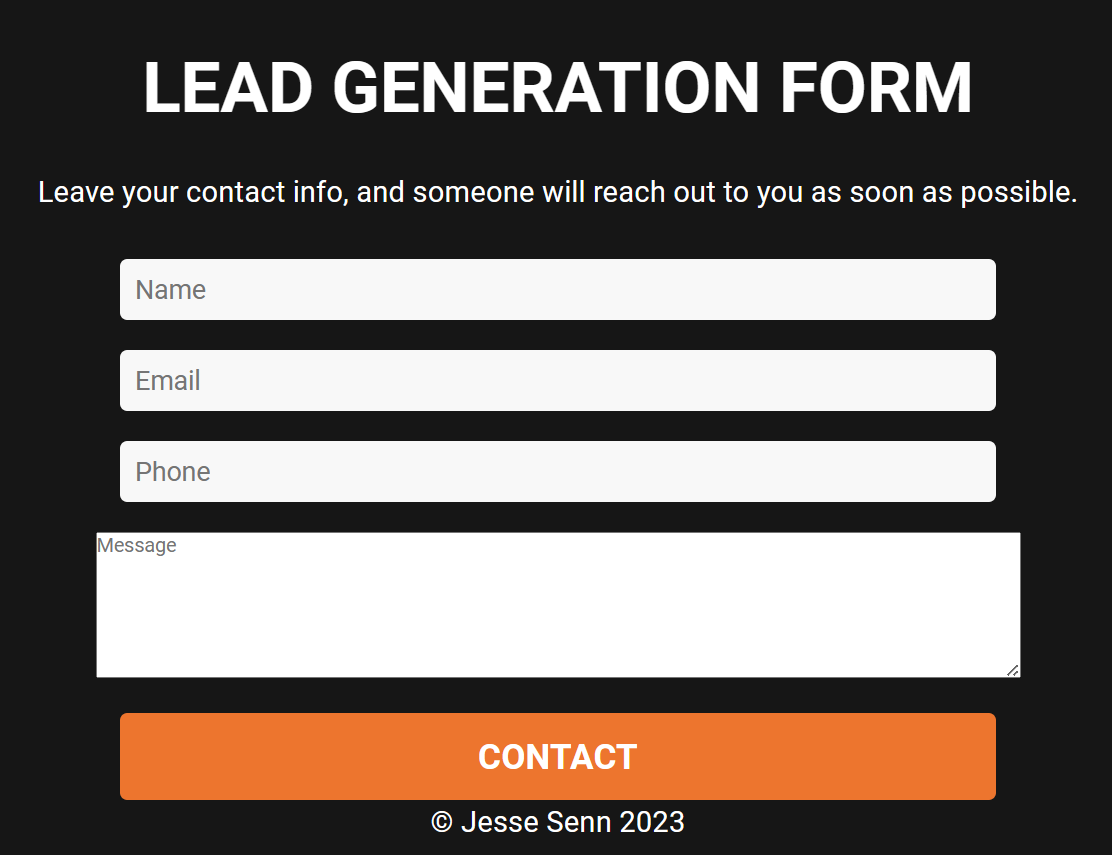 LEAD GENERATION FORM
Leave your contact info, and someone will reach out to you as soon as possible.
Name
Email
Phone
Message
CONTACT
© Jesse Senn 2023